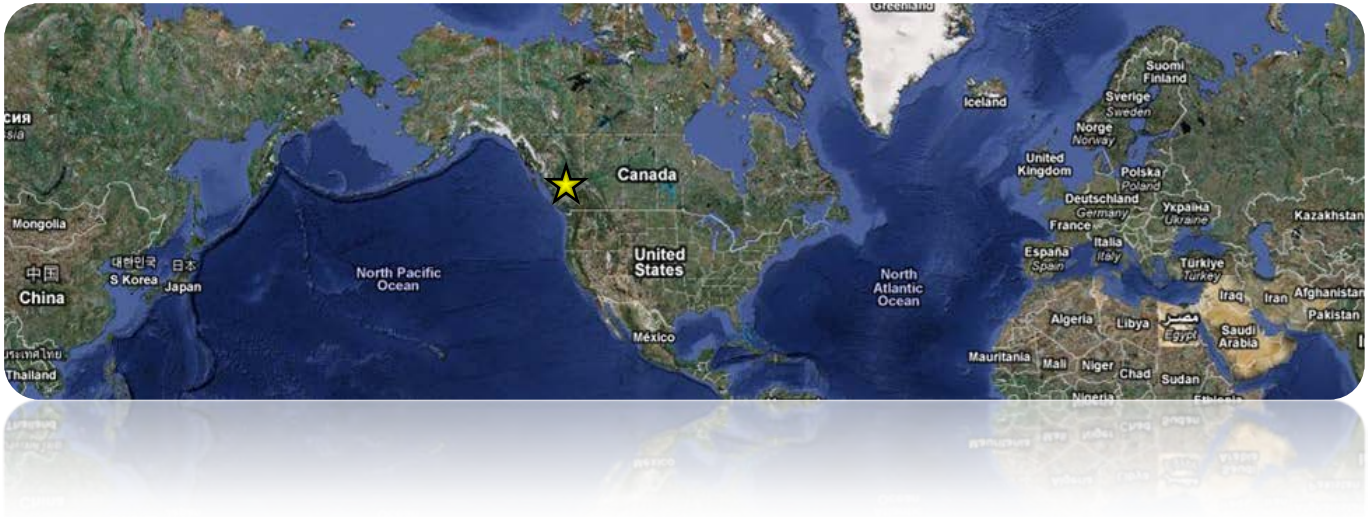 Greenland
Suomi
Finland
Iceland
Sverige
Sweden
Norge
Norway
United
Kingdom
Polska
Poland
Canada
Deutschland
Germany
Україна
Ukraine
France
Kazakhstan
Mongolia
España
Spain
Italia
Italy
Türkiye
Turkey
대한민국
S Korea
日本
Japan
中国
China
North Pacific
Ocean
United
States
North
Atlantic
Ocean
Iraq
Iran
Afghanistan
Pakistan
México
Algeria
Libya
مصر
Egypt
Saudi
Arabia
Thailand
Mauritania
Mali
Niger
Chad
Sudan
Nigeria